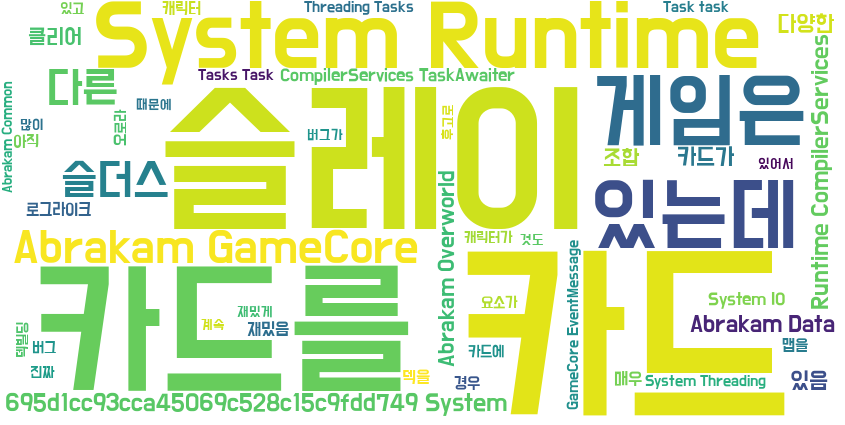 있고
캐릭터
Threading Tasks
Task task
다양한
클리어
System Runtime
다른
Tasks Task
CompilerServices TaskAwaiter
때문에
많이
아직
오로라
Abrakam Common
슬레이
버그가
후고로
게임은
조합
카드가
있어서
Runtime CompilerServices
슬더스
로그라이크
있는데
Abrakam GameCore
Abrakam Overworld
캐릭터가
것도
GameCore EventMessage
카드를
카드
재밌게
재밌음
계속
요소가
System IO
Abrakam Data
덱빌딩
버그
진짜
카드에
맵을
덱을
경우
매우
System Threading
있음
695d1cc93cca45069c528c15c9fdd749 System